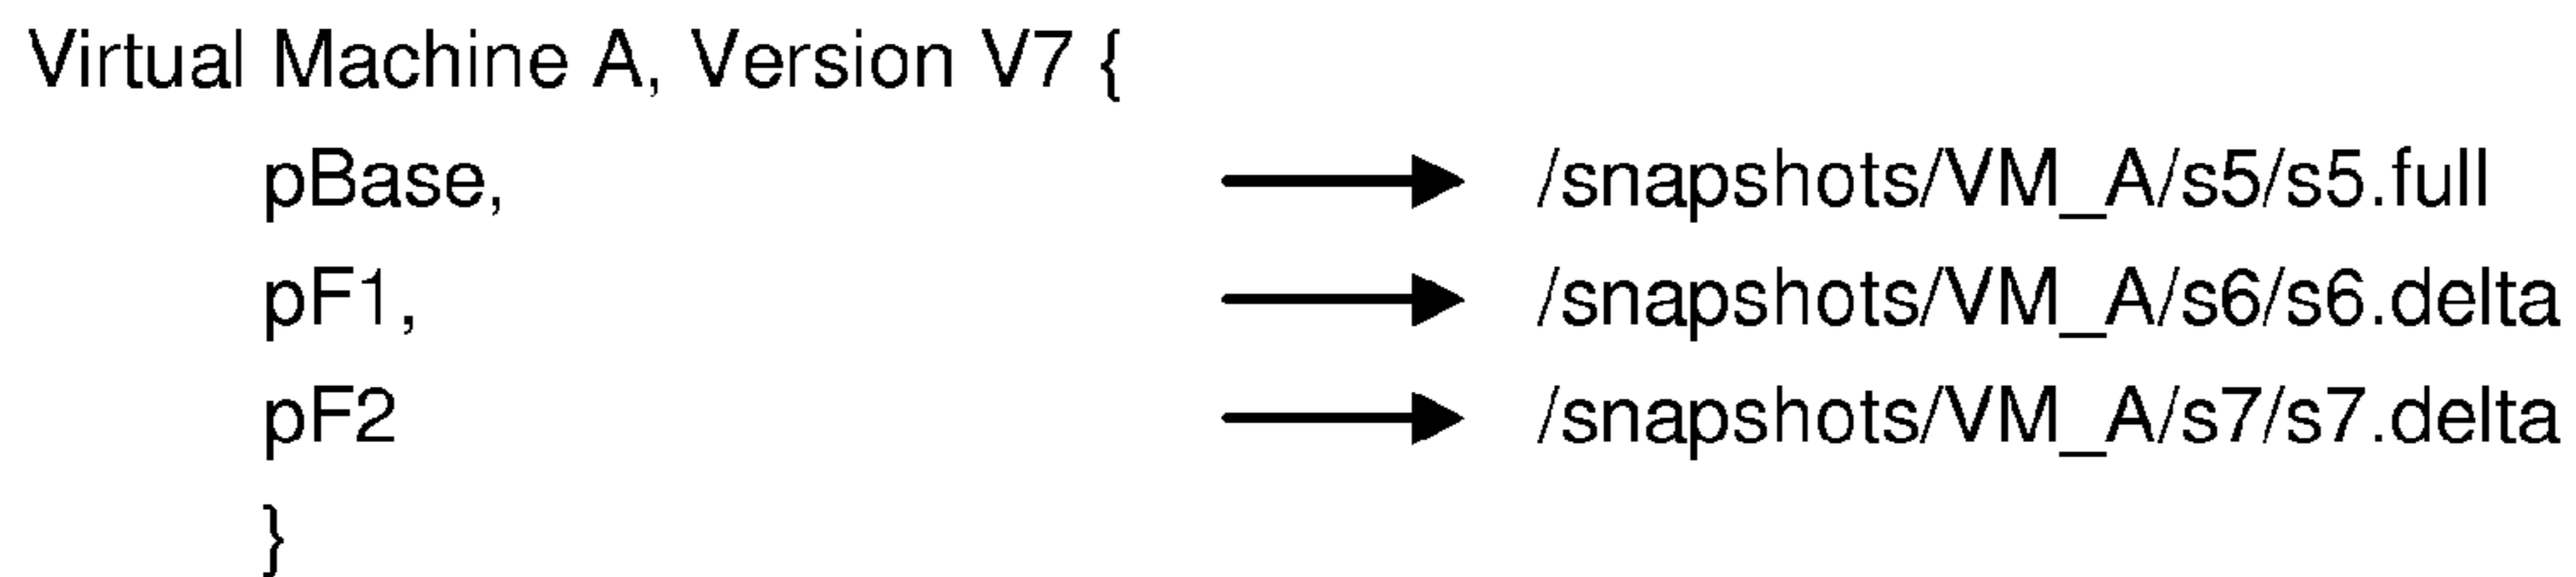 Virtual Machine A, Version V7 {
pBase, /snapshots/VM_A/s5/s5.full
pF1, /snapshots/VM_A/s6/s6.delta
pF2 /snapshots/VM_A/s7/s7.delta
}